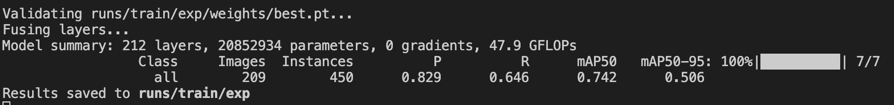 Validating runs/train/exp/weights/best.pt...
Fusing layers...
Model summary: 212 layers, 20852934 parameters, 0 gradients, 47.9 GFLOPs
Class Images Instances P R mAP50 mAP50-95: 100%|██████████| 7/7
all 209 450 0.829 0.646 0.742 0.506
Results saved to runs/train/exp